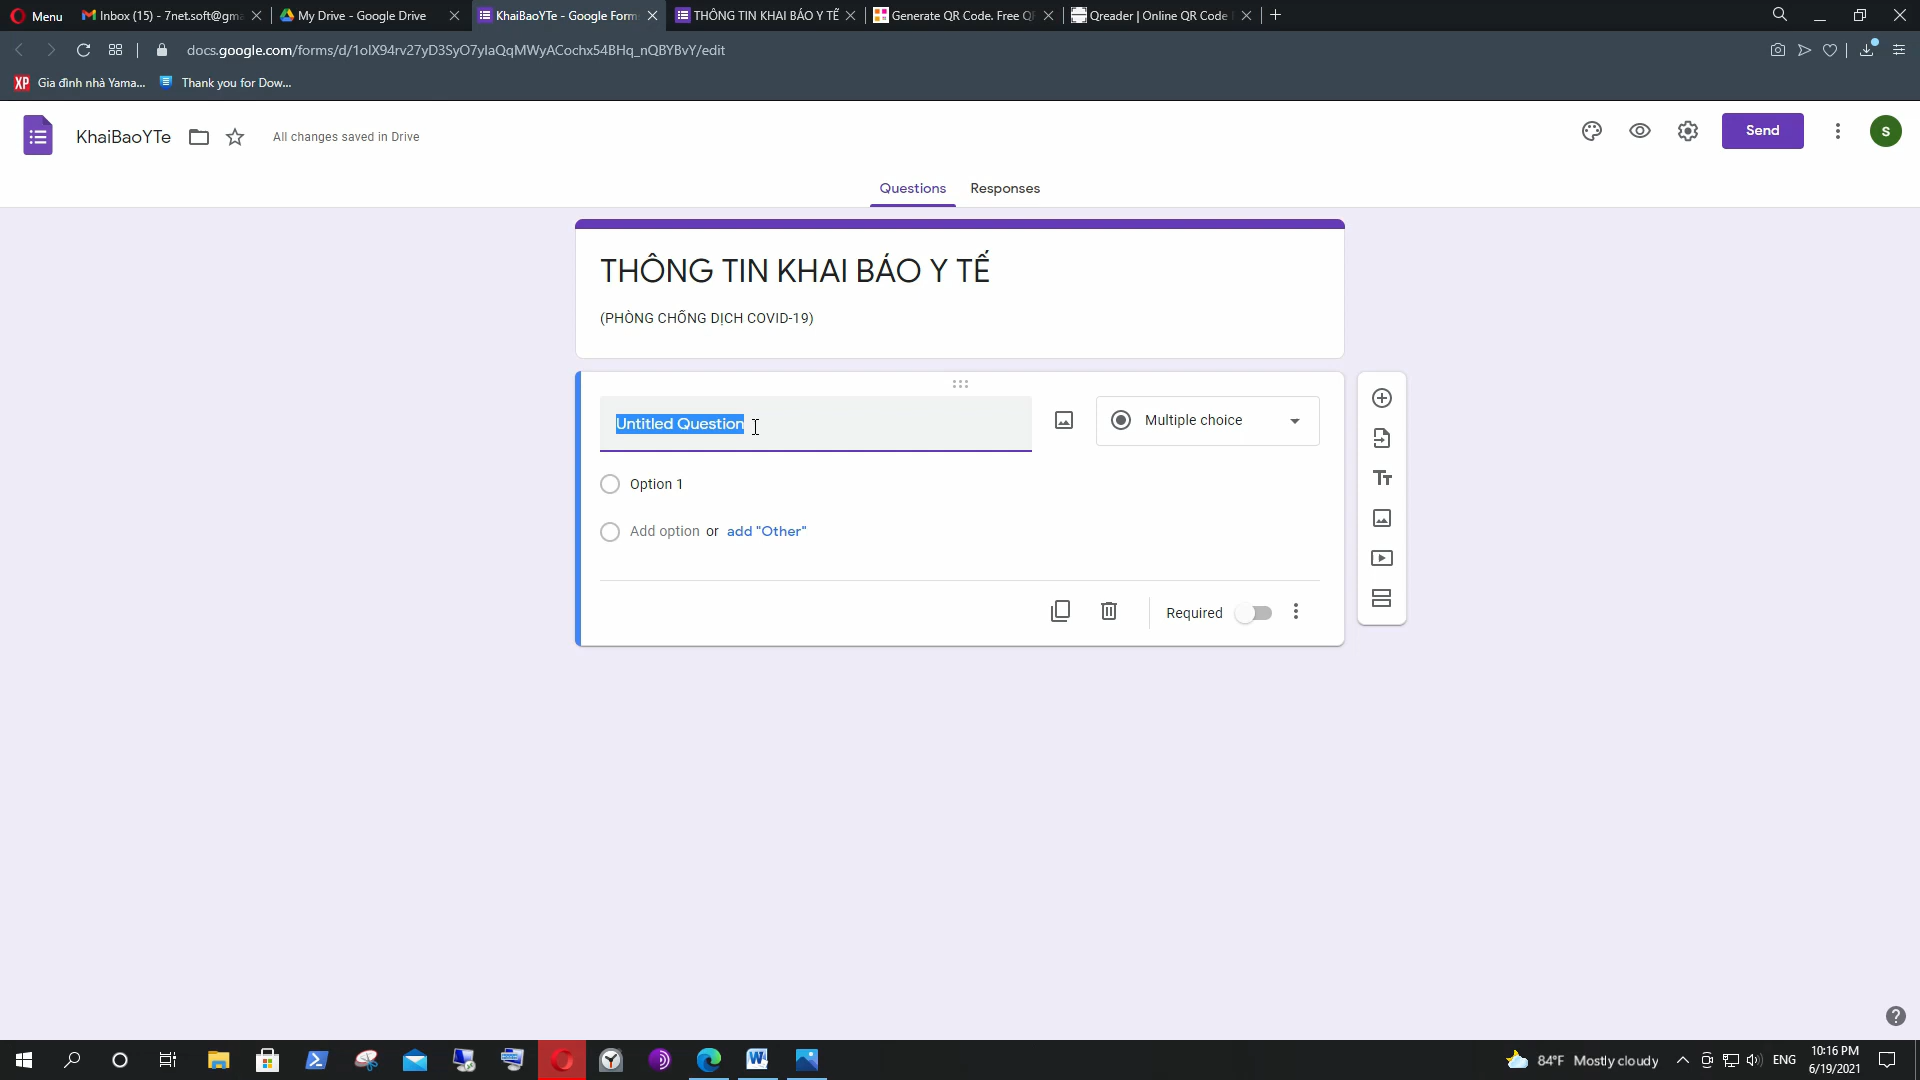 Menu
Inbox (15) - 7net.soft@gma
My Drive - Google Drive
KhaiBaoYTe - Google Form
THÔNG TIN KHAI BÁO Y TẾ
Generate QR Code. Free Q
Qreader | Online QR Code
docs.google.com/forms/d/1olX94rv27yD3SyO7ylaQqMWyACochx54BHq_nQBYBvY/edit
XP Gia đình nhà Yama...
Thank you for Dow...
KhaiBaoYTe
All changes saved in Drive
Send
S
Questions
Responses
THÔNG TIN KHAI BÁO Y TẾ
(PHÒNG CHỐNG DỊCH COVID-19)
Untitled Question
Multiple choice
Option 1
Add option or add "Other"
Required
84°F Mostly cloudy
ENG
10:16 PM
6/19/2021